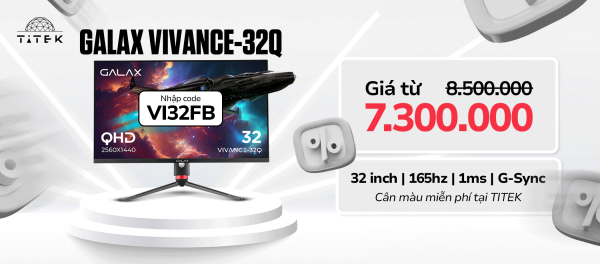 TITEK
GALAX VIVANCE-32Q
GALAX
Nhập code
VI32FB
QHD
2560X1440
32
VIVANCE-32Q
GALAX
Giá từ 8.500.000
7.300.000
32 inch | 165hz | 1ms | G-Sync
Cân màu miễn phí tại TITEK